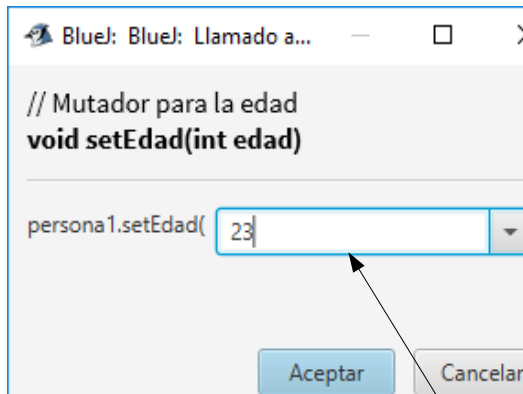 BlueJ: BlueJ: Llamado a...
// Mutador para la edad
void setEdad(int edad)
persona1.setEdad( 23
Aceptar Cancelar